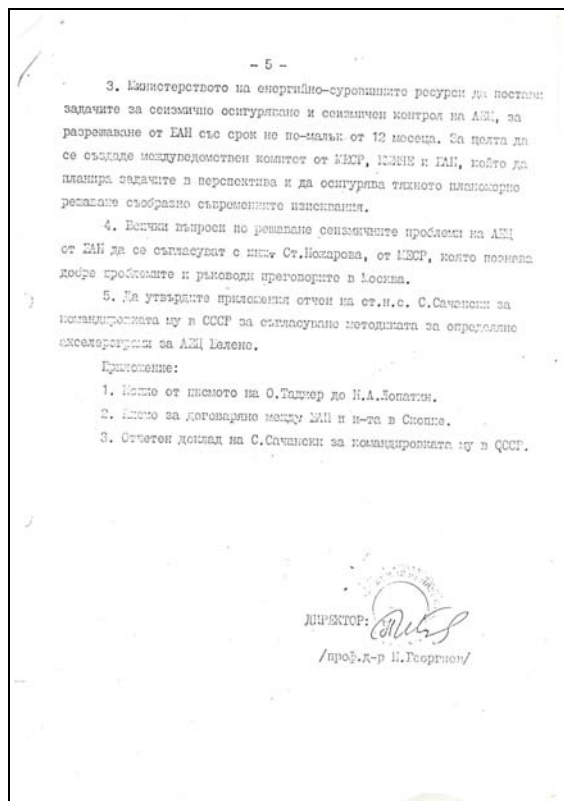 - 5 -
3. Министерството на енергийно-суровинните ресурси да постави
задачите за сеизмично осигуряване и сеизмичен контрол на АЕЦ, за
разрешаване от БАН със срок не по-малък от 12 месеца. За целта да
се създаде междуведомствен комитет от МЕСР, и БАН, който да
планира задачите в перспектива и да осигурява тяхното планомерно
решаване съобразно съвременните изисквания.
4. Всички въпроси по решаване сеизмичните проблеми на АЕЦ
от БАН да се съгласуват с инж. Ст.Ножарова, от МЕСР, която познава
добре проблемите и ръководи преговорите в Москва.
5. Да утвърдите приложения отчет на ст.н.с. С.Сачански за
командировката му в СССР за съгласуване методиката за определяне
акселерограми за АЕЦ Белене.
Приложение:
1. Копие от писмото на О.Таджер до Н.А.Лопатин.
2. Писмо за договаряне между БАН и и-та в Скопие.
3. Отчетен доклад на С.Сачански за командировката му в СССР.
ДИРЕКТОР:
/проф.д-р Н.Георгиев/